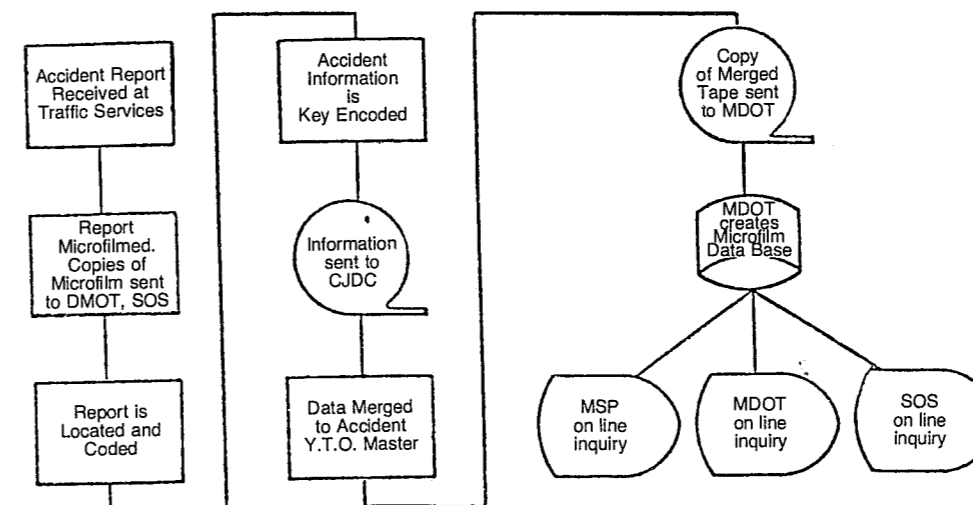 Accident Report
Received at
Traffic Services
Report
Microfilmed.
Copies of
Microfilm sent
to DMOT, SOS
Report is
Located and
Coded
Accident
Information
is
Key Encoded
Information
sent to
CJDC
Data Merged
to Accident
Y.T.O. Master
Copy
of Merged
Tape sent
to MDOT
MDOT
creates
Microfilm
Data Base
MSP
on line
inquiry
MDOT
on line
inquiry
SOS
on line
inquiry